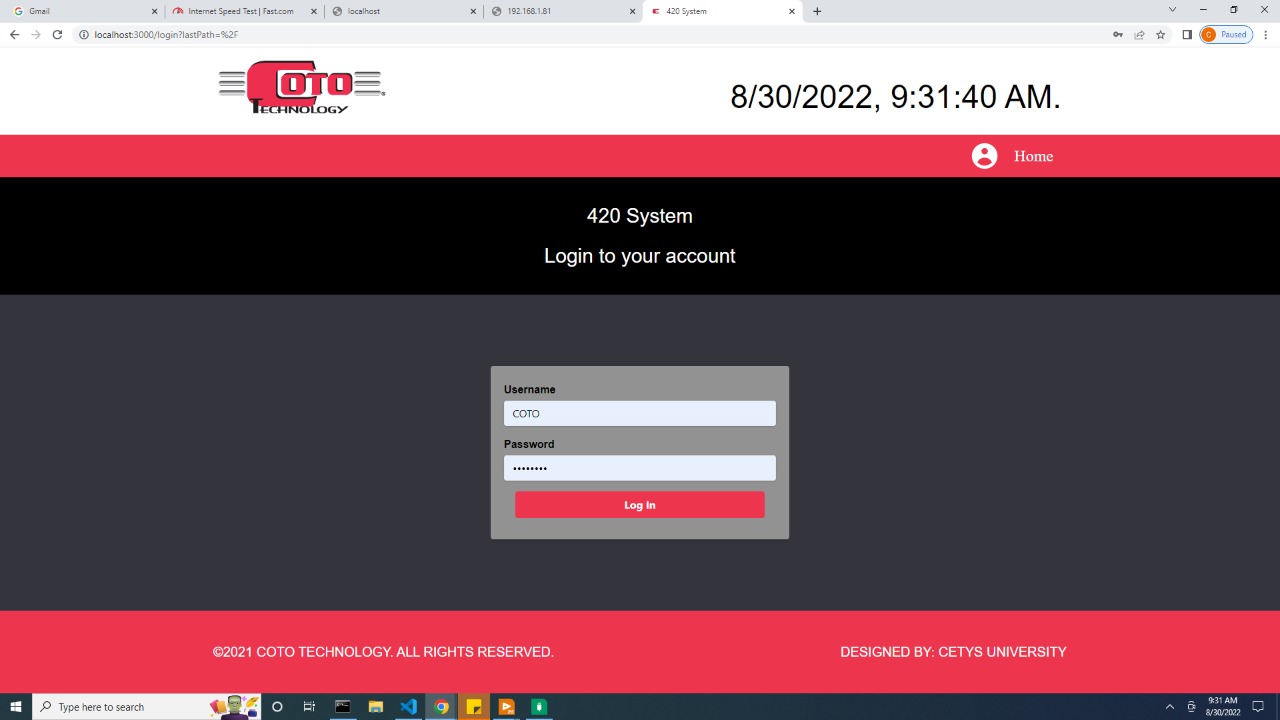 Gmail
Internet Speed Test | Fast.com
localhost
192.168.1.81
420 System
localhost:3000/login?lastPath=%2F
C
Paused
COTO
TECHNOLOGY
®
8/30/2022, 9:31:40 AM.
Home
420 System
Login to your account
Username
COTO
Password
••••••••
Log In
©2021 COTO TECHNOLOGY. ALL RIGHTS RESERVED.
DESIGNED BY: CETYS UNIVERSITY
Type here to search
9:31 AM
8/30/2022